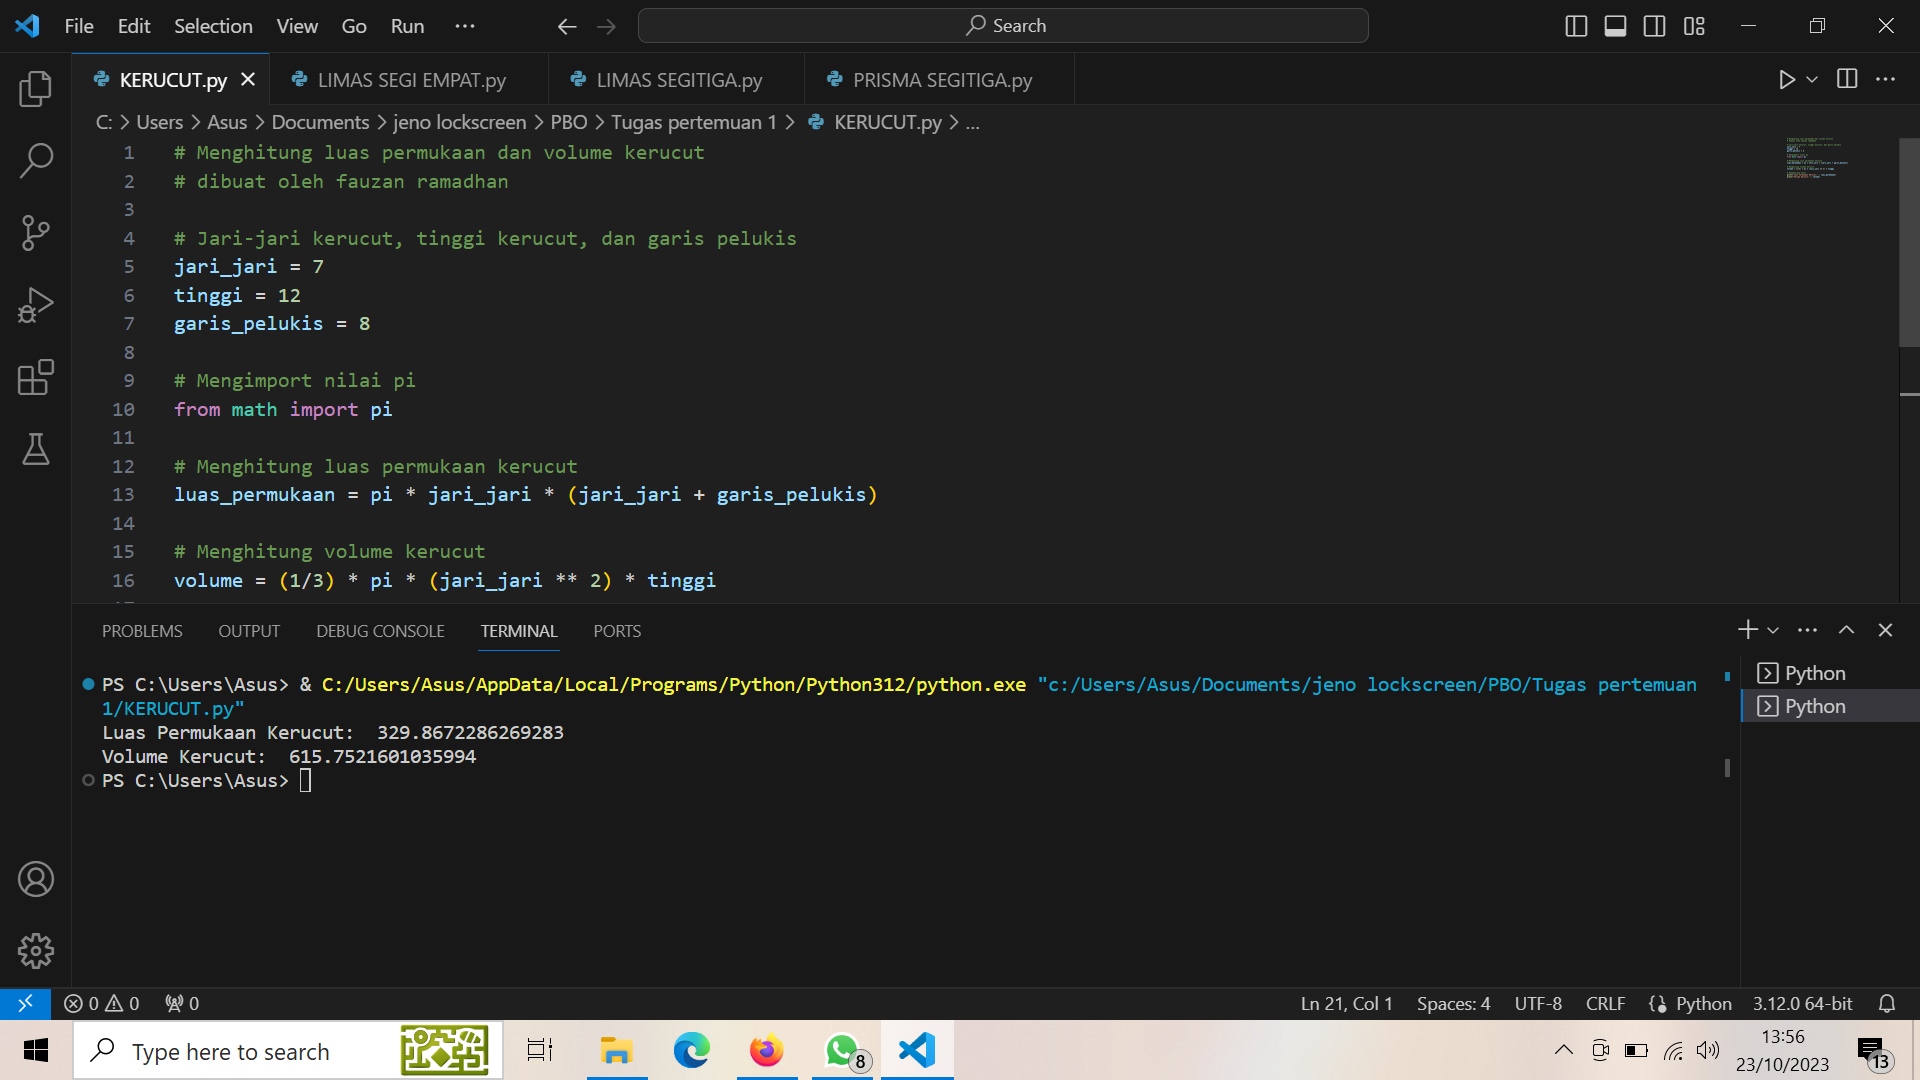 File Edit Selection View Go Run ···
Search
KERUCUT.py
LIMAS SEGI EMPAT.py
LIMAS SEGITIGA.py
PRISMA SEGITIGA.py
C: > Users > Asus > Documents > jeno lockscreen > PBO > Tugas pertemuan 1 > KERUCUT.py > ...
1 # Menghitung luas permukaan dan volume kerucut
2 # dibuat oleh fauzan ramadhan
3
4 # Jari-jari kerucut, tinggi kerucut, dan garis pelukis
5 jari_jari = 7
6 tinggi = 12
7 garis_pelukis = 8
8
9 # Mengimport nilai pi
10 from math import pi
11
12 # Menghitung luas permukaan kerucut
13 luas_permukaan = pi * jari_jari * (jari_jari + garis_pelukis)
14
15 # Menghitung volume kerucut
16 volume = (1/3) * pi * (jari_jari ** 2) * tinggi
PROBLEMS OUTPUT DEBUG CONSOLE TERMINAL PORTS
PS C:\Users\Asus> & C:/Users/Asus/AppData/Local/Programs/Python/Python312/python.exe "c:/Users/Asus/Documents/jeno lockscreen/PBO/Tugas pertemuan
1/KERUCUT.py"
Luas Permukaan Kerucut:  329.8672286269283
Volume Kerucut:  615.7521601035994
PS C:\Users\Asus>
Python
Python
0 0 0
Ln 21, Col 1 Spaces: 4 UTF-8 CRLF {} Python 3.12.0 64-bit
Type here to search
8
13:56
23/10/2023
13